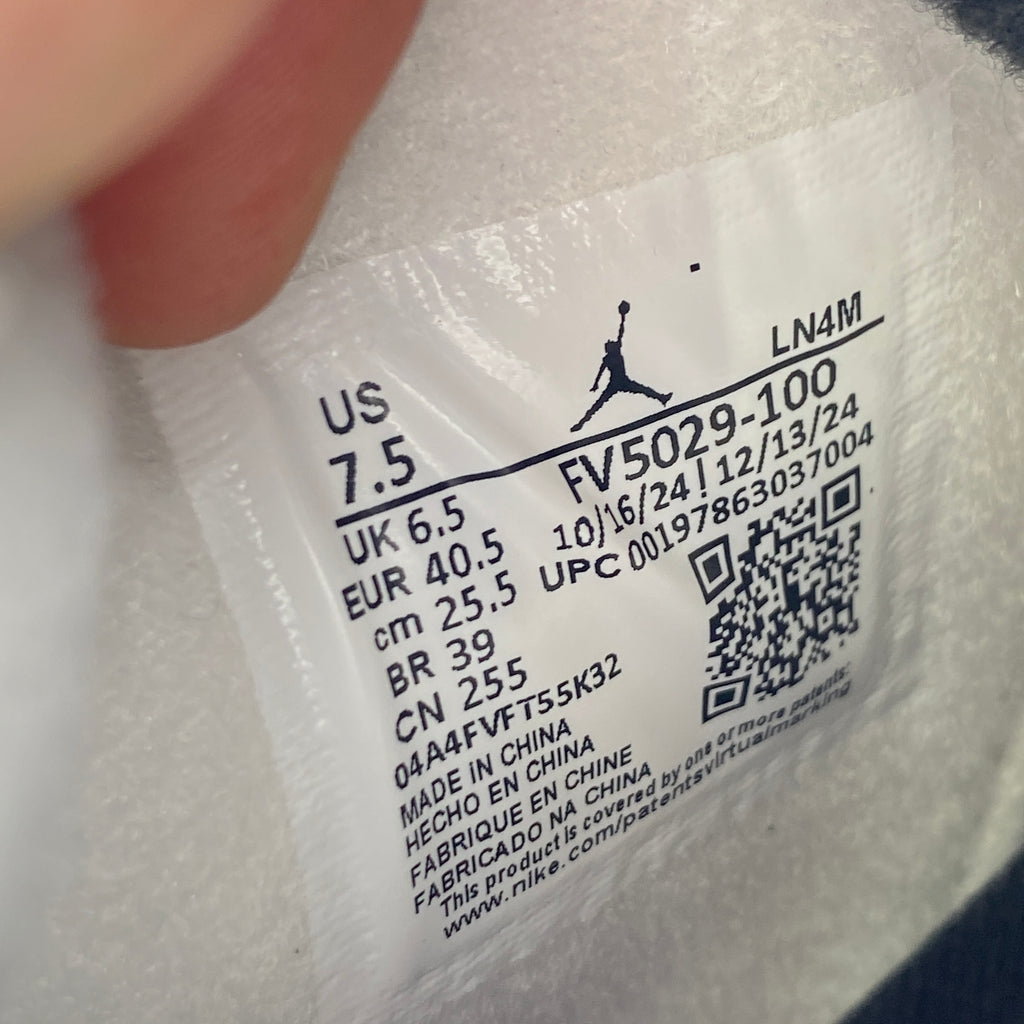 LN4M
US
7.5
FV5029-100
10/16/24! 12/13/24
UPC 00197863037004
UK 6.5
EUR 40.5
cm 25.5
BR 39
CN 255
04A4FVFT55K32
MADE IN CHINA
HECHO EN CHINA
FABRIQUE EN CHINE
FABRICADO NA CHINA
This product is covered by one or more patents:
www.nike.com/patentsvirtualmarking